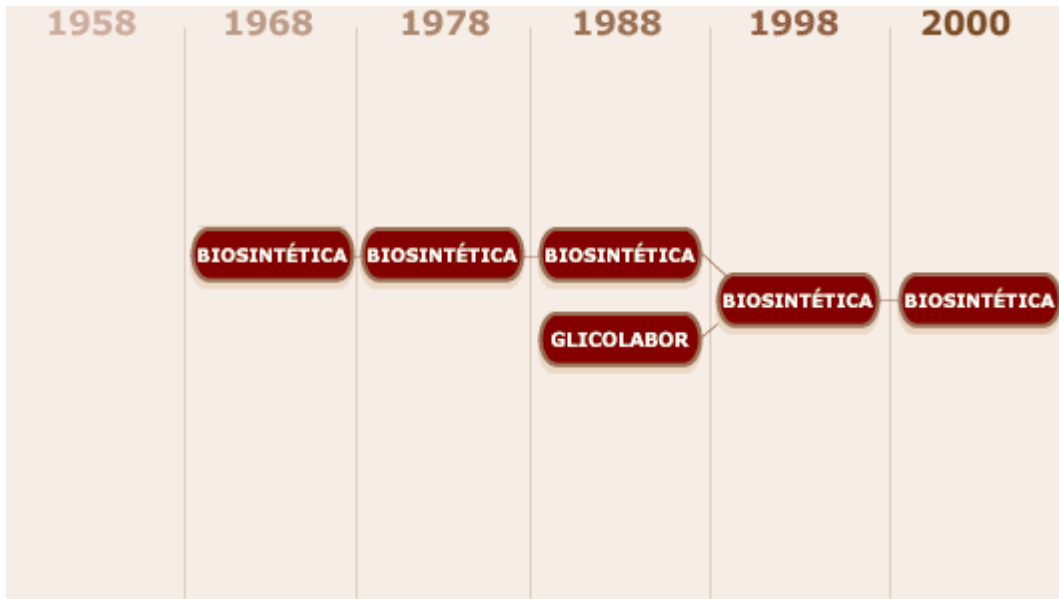 1958 1968 1978 1988 1998 2000
BIOSINTÉTICA BIOSINTÉTICA BIOSINTÉTICA
BIOSINTÉTICA BIOSINTÉTICA
GLICOLABOR